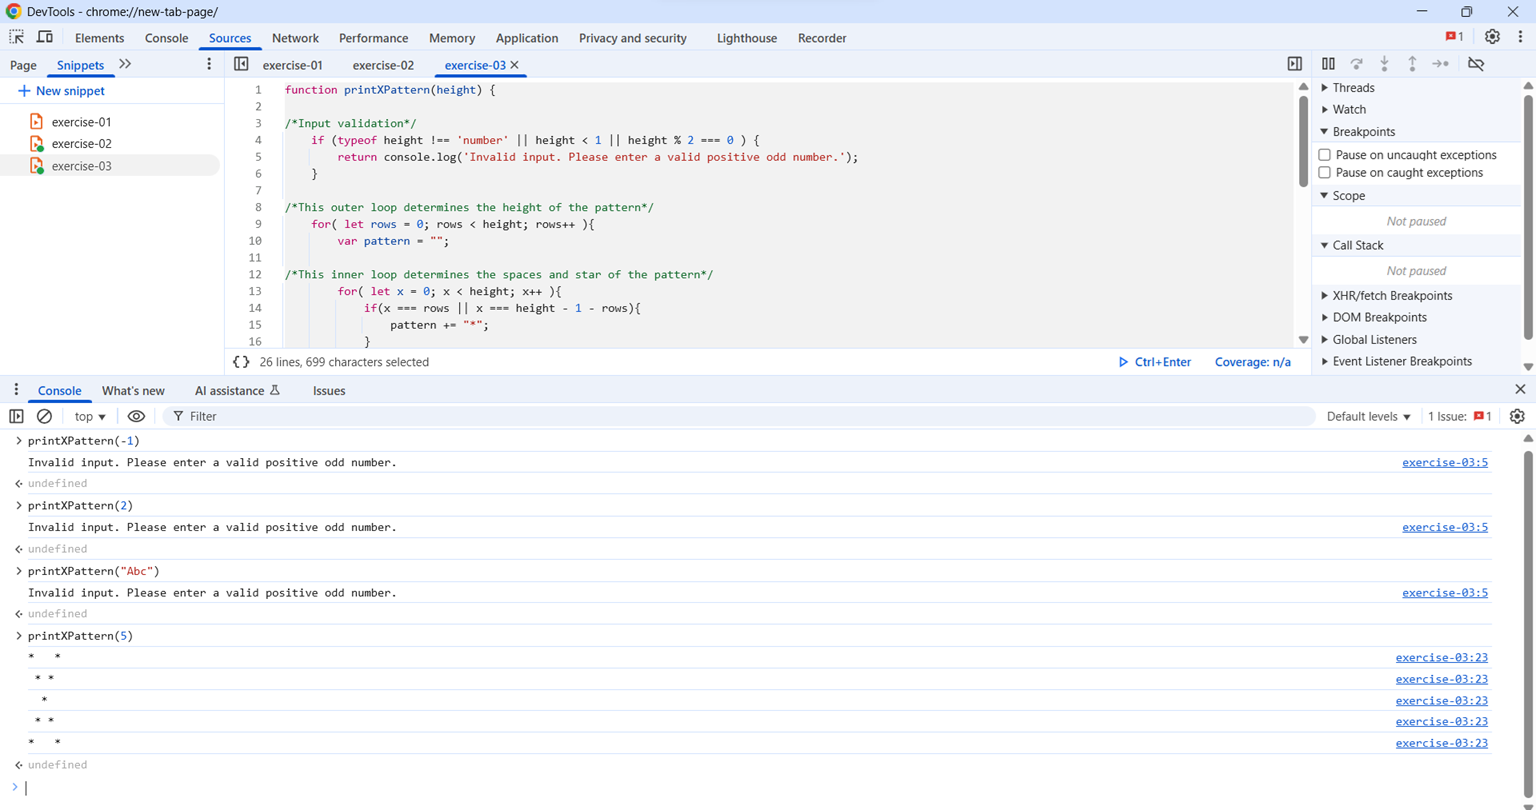 DevTools - chrome://new-tab-page/
Elements Console Sources Network Performance Memory Application Privacy and security Lighthouse Recorder 1
Page Snippets
exercise-01 exercise-02 exercise-03
New snippet
exercise-01
exercise-02
exercise-03
1 function printXPattern(height) {
2
3 /*Input validation*/
4 if (typeof height !== 'number' || height < 1 || height % 2 === 0 ) {
5 return console.log('Invalid input. Please enter a valid positive odd number.');
6 }
7
8 /*This outer loop determines the height of the pattern*/
9 for( let rows = 0; rows < height; rows++ ){
10 var pattern = "";
11
12 /*This inner loop determines the spaces and star of the pattern*/
13 for( let x = 0; x < height; x++ ){
14 if(x === rows || x === height - 1 - rows){
15 pattern += "*";
16 }
{} 26 lines, 699 characters selected Ctrl+Enter Coverage: n/a
Threads
Watch
Breakpoints
Pause on uncaught exceptions
Pause on caught exceptions
Scope
Not paused
Call Stack
Not paused
XHR/fetch Breakpoints
DOM Breakpoints
Global Listeners
Event Listener Breakpoints
Console What's new AI assistance Issues
top Filter Default levels 1 Issue: 1
> printXPattern(-1)
Invalid input. Please enter a valid positive odd number. exercise-03:5
undefined
> printXPattern(2)
Invalid input. Please enter a valid positive odd number. exercise-03:5
undefined
> printXPattern("Abc")
Invalid input. Please enter a valid positive odd number. exercise-03:5
undefined
> printXPattern(5)
*   * exercise-03:23
 * *  exercise-03:23
  *   exercise-03:23
 * *  exercise-03:23
*   * exercise-03:23
undefined
>